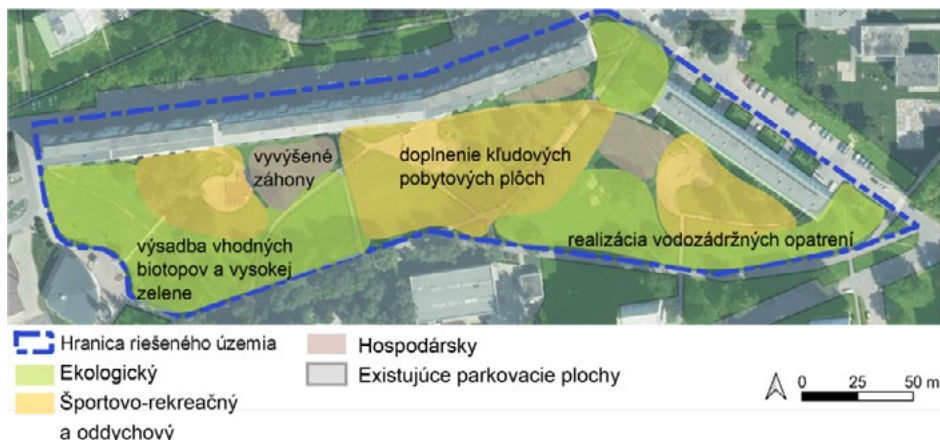 vyvýšené
záhony
doplnenie kľudových
pobytových plôch
výsadba vhodných
biotopov a vysokej
zelene
realizácia vodozádržných opatrení
Hranica riešeného územia
Ekologický
Športovo-rekreačný
a oddychový
Hospodársky
Existujúce parkovacie plochy
0 25 50 m